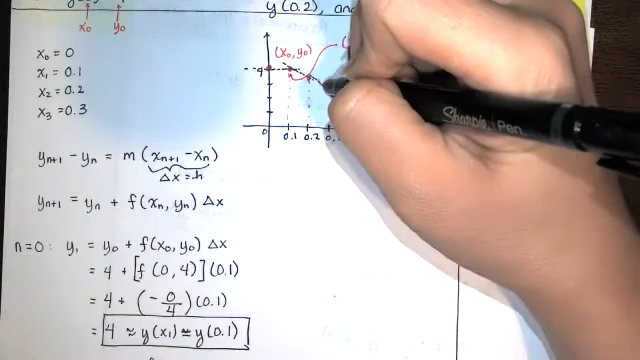 y(0.2), and
x₀ y₀
x₀ = 0
x₁ = 0.1
x₂ = 0.2
x₃ = 0.3
(x₀, y₀)
4
0 0.1 0.2
Sharpie Pen.
yₙ₊₁ − yₙ = m (xₙ₊₁ − xₙ)
Δx = h
yₙ₊₁ = yₙ + f(xₙ, yₙ) Δx
n=0: y₁ = y₀ + f(x₀, y₀) Δx
= 4 + [f (0, 4)] (0.1)
= 4 + (− 0/4) (0.1)
= 4 ≈ y(x₁) ≃ y(0.1)